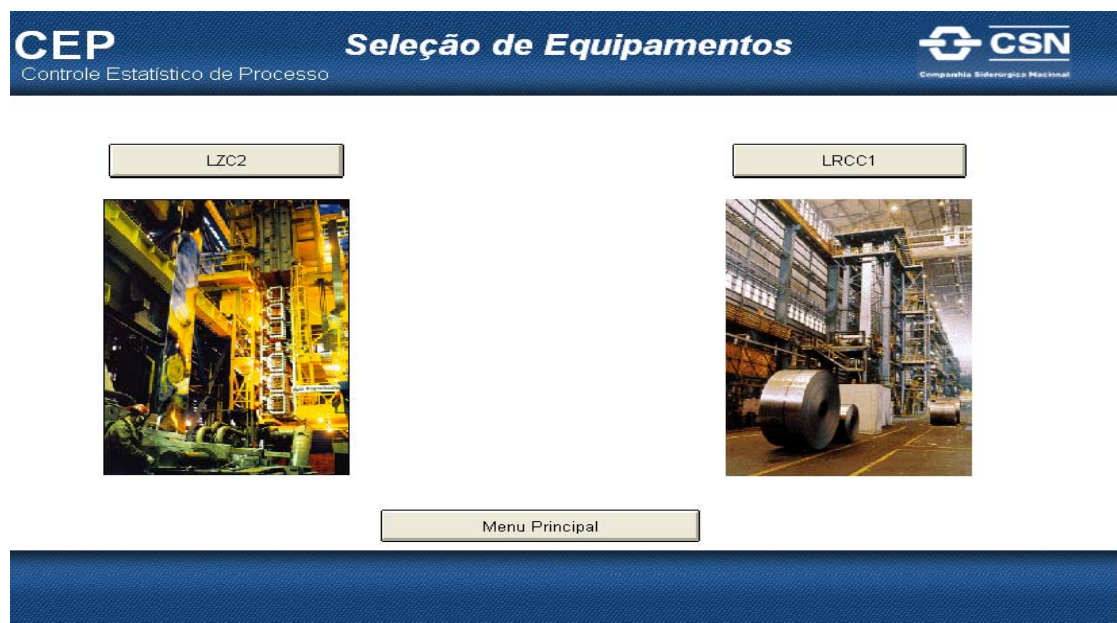 CEP
Controle Estatístico de Processo
Seleção de Equipamentos
CSN
Companhia Siderúrgica Nacional
LZC2
LRCC1
Menu Principal